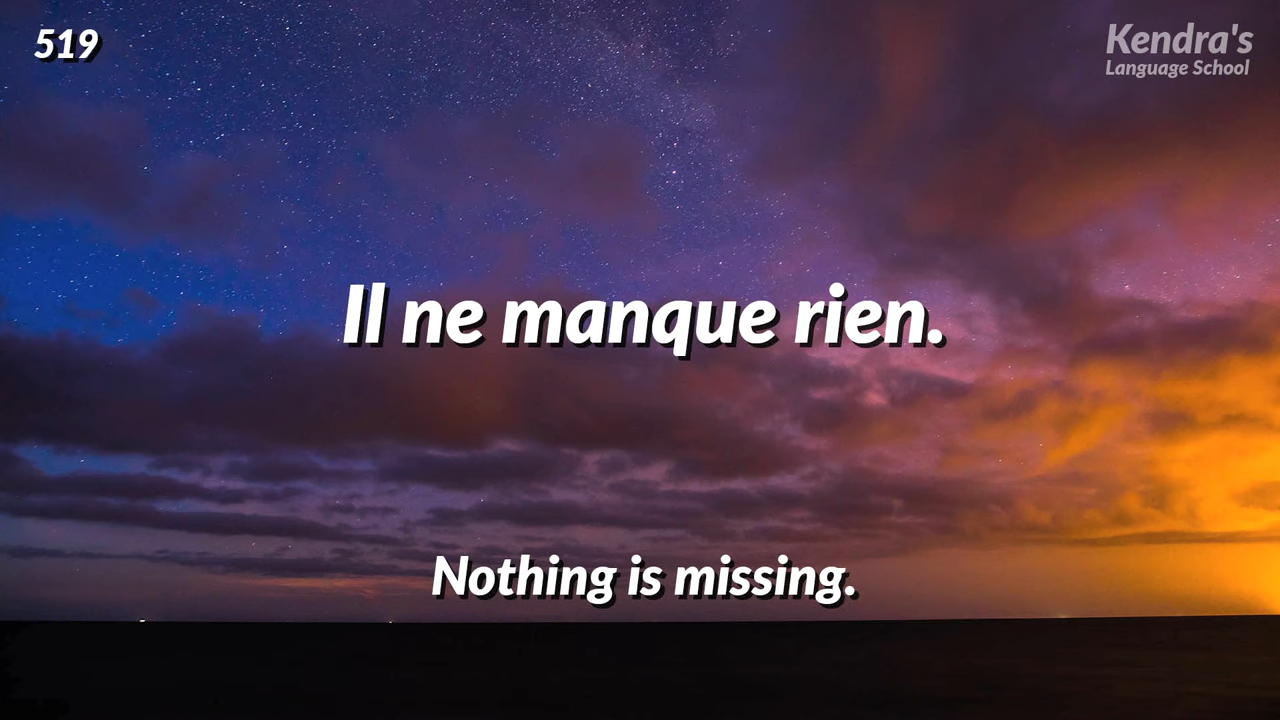 519
Kendra's
Language School
Il ne manque rien.
Nothing is missing.